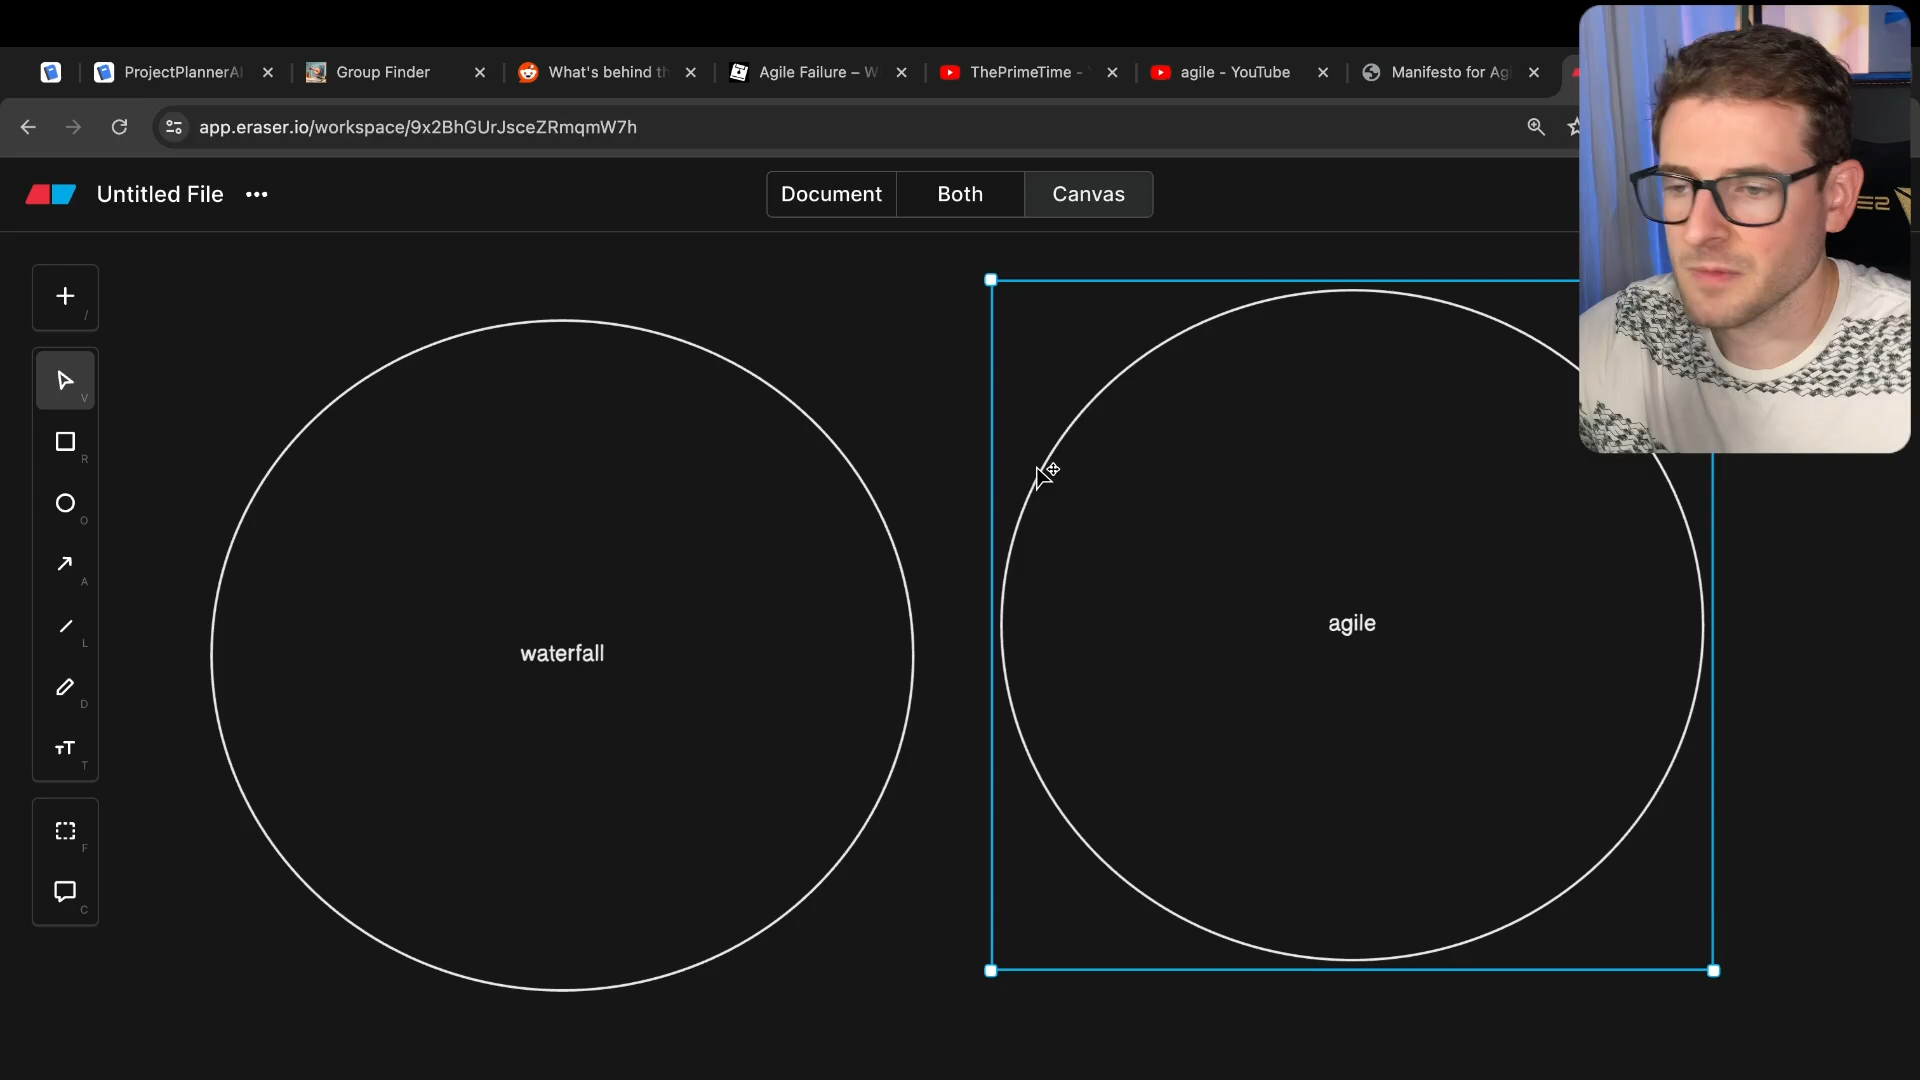 ProjectPlannerAI
Group Finder
What's behind th
Agile Failure – W
ThePrimeTime -
agile - YouTube
Manifesto for Ag
app.eraser.io/workspace/9x2BhGUrJsceZRmqmW7h
Untitled File
Document
Both
Canvas
/
V
R
O
A
L
D
T
T
F
C
waterfall
agile